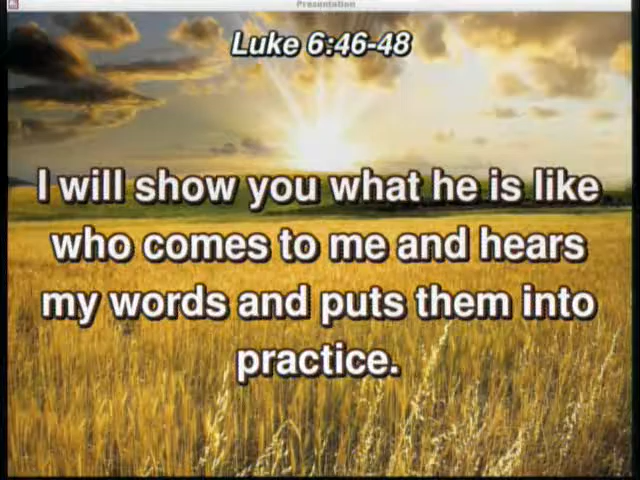 Presentation
Luke 6:46-48
I will show you what he is like
who comes to me and hears
my words and puts them into
practice.